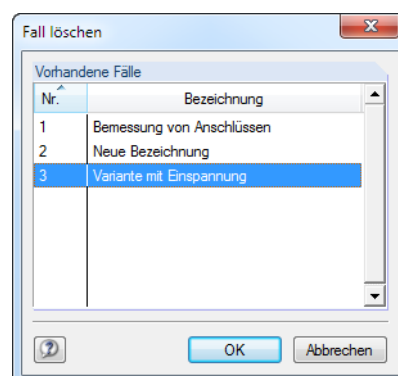 Fall löschen
Vorhandene Fälle
Nr. Bezeichnung
1 Bemessung von Anschlüssen
2 Neue Bezeichnung
3 Variante mit Einspannung
OK Abbrechen